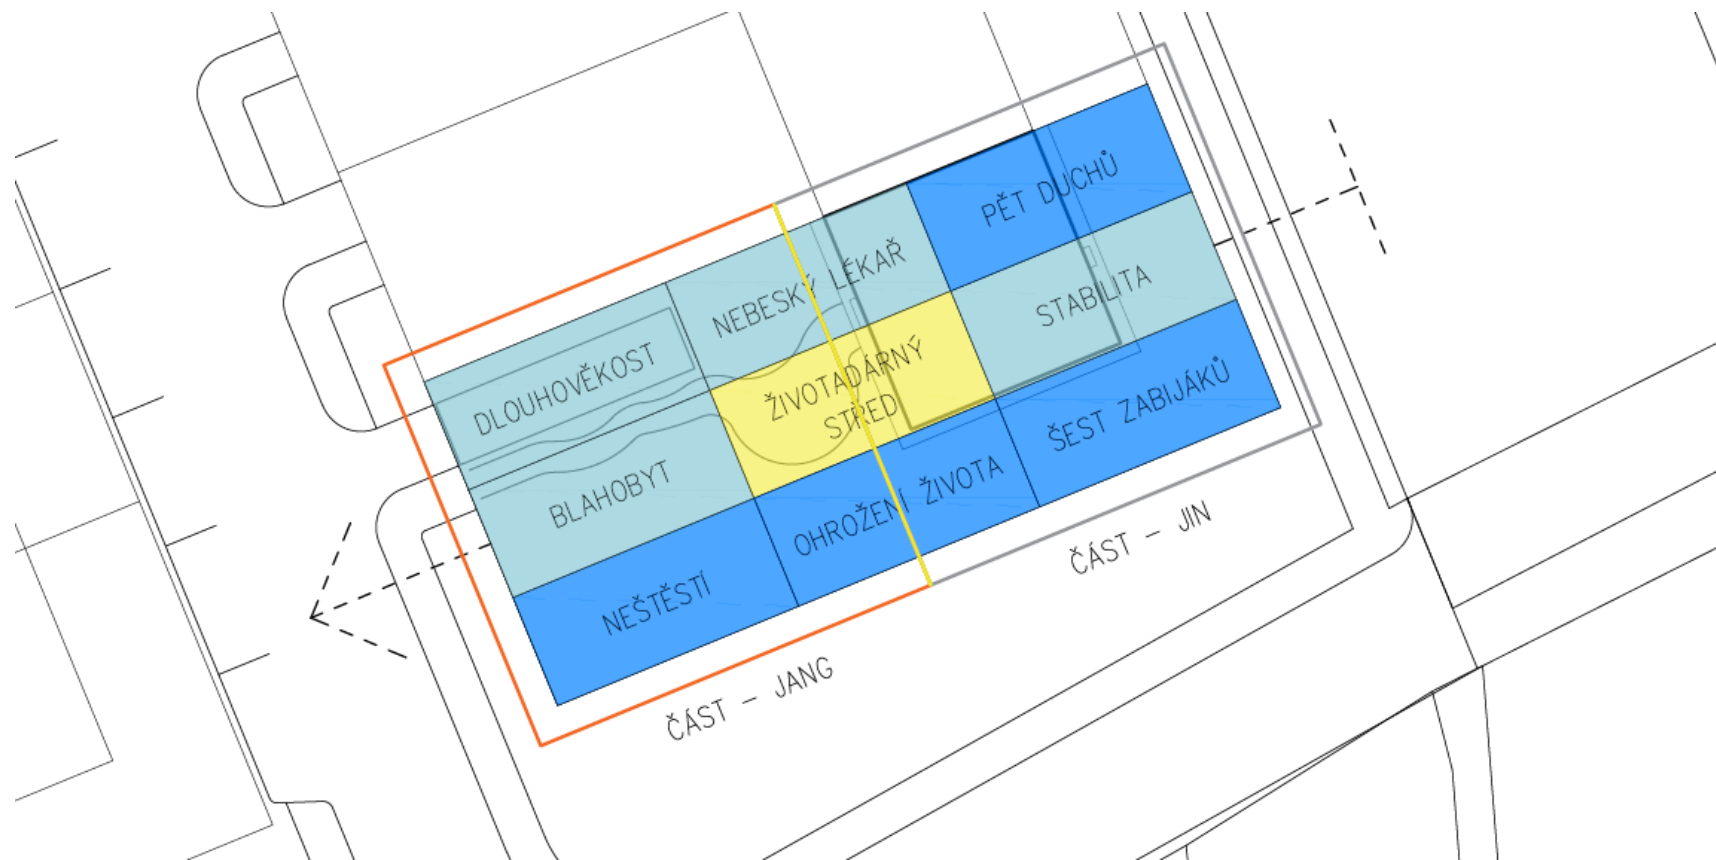 PĚT DUCHŮ
NEBESKÝ LÉKAŘ
STABILITA
DLOUHOVĚKOST
ŽIVOTADÁRNÝ
STŘED
ŠEST ZABIJÁKŮ
BLAHOBYT
OHROŽENÍ ŽIVOTA
NEŠTĚSTÍ
ČÁST - JIN
ČÁST - JANG